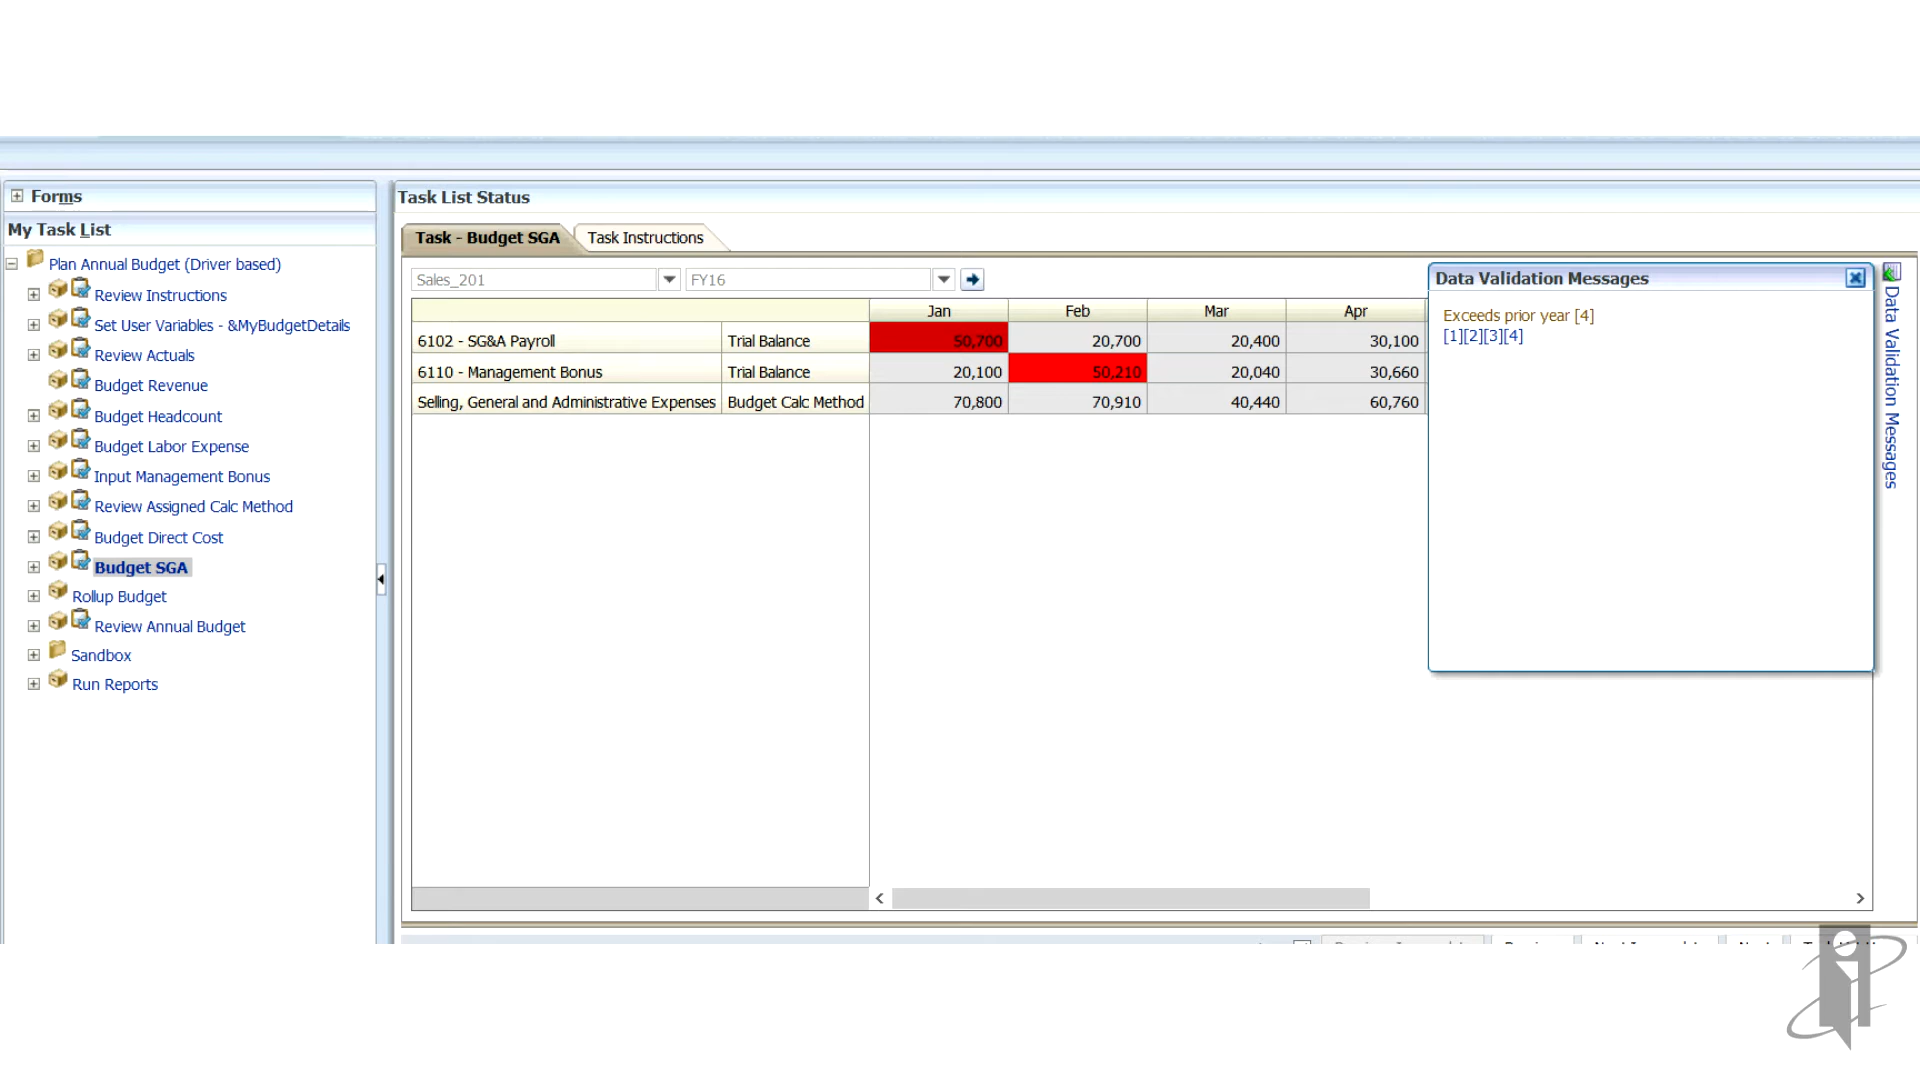 Forms
My Task List
Plan Annual Budget (Driver based)
Review Instructions
Set User Variables - &MyBudgetDetails
Review Actuals
Budget Revenue
Budget Headcount
Budget Labor Expense
Input Management Bonus
Review Assigned Calc Method
Budget Direct Cost
Budget SGA
Rollup Budget
Review Annual Budget
Sandbox
Run Reports
Task List Status
Task - Budget SGA Task Instructions
Sales_201 FY16
Jan Feb Mar Apr
6102 - SG&A Payroll Trial Balance 50,700 20,700 20,400 30,100
6110 - Management Bonus Trial Balance 20,100 50,210 20,040 30,660
Selling, General and Administrative Expenses Budget Calc Method 70,800 70,910 40,440 60,760
Data Validation Messages
Exceeds prior year [4]
[1][2][3][4]
Data Validation Messages